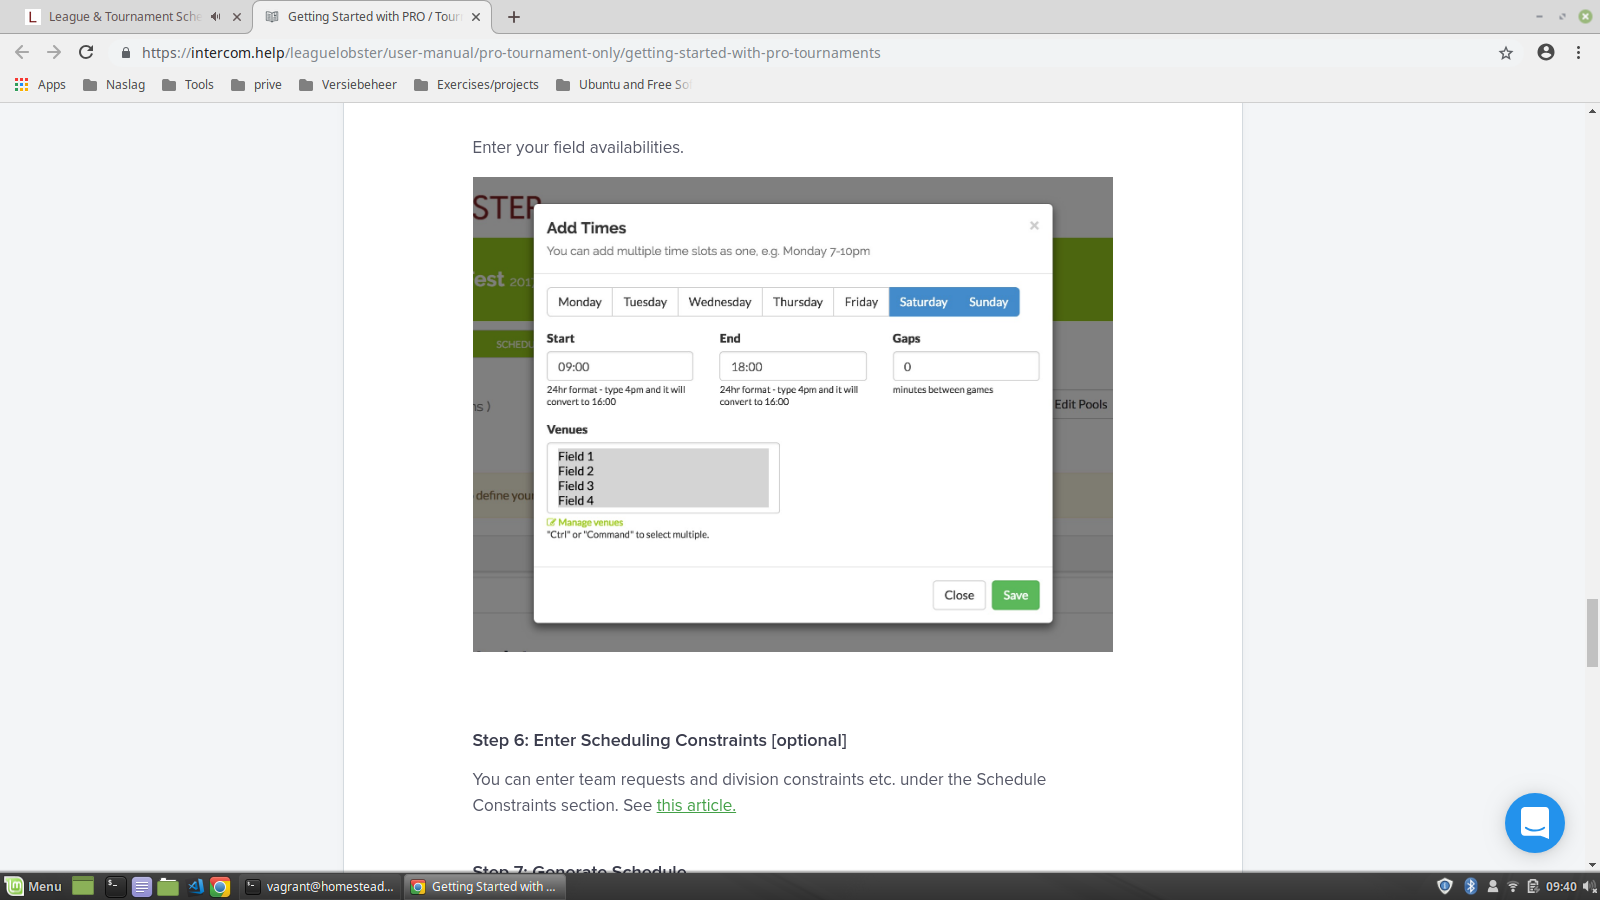 League & Tournament Sche
Getting Started with PRO / Tour
https://intercom.help/leaguelobster/user-manual/pro-tournament-only/getting-started-with-pro-tournaments
Apps
Naslag
Tools
prive
Versiebeheer
Exercises/projects
Ubuntu and Free So
Enter your field availabilities.
STER
Add Times
×
You can add multiple time slots as one, e.g. Monday 7-10pm
est 201
Monday Tuesday Wednesday Thursday Friday Saturday Sunday
SCHEDU
Start End Gaps
09:00 18:00 0
24hr format - type 4pm and it will
convert to 16:00
24hr format - type 4pm and it will
convert to 16:00
minutes between games
ns )
Edit Pools
Venues
Field 1
Field 2
Field 3
Field 4
define your
Manage venues
"Ctrl" or "Command" to select multiple.
Close Save
Step 6: Enter Scheduling Constraints [optional]
You can enter team requests and division constraints etc. under the Schedule
Constraints section. See this article.
Step 7: Generate Schedule
Menu
vagrant@homestead...
Getting Started with ...
09:40